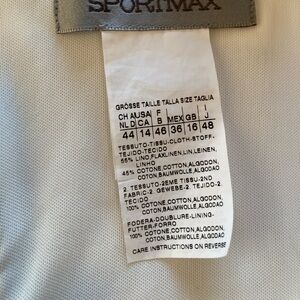 SPORTMAX
GRÖSSE TAILLE TALLA SIZE TAGLIA
CH A USA F I
NL D CA B MEX GB J
44 14 46 36 16 48
TESSUTO-TISSU-CLOTH-STOFF-
TEJIDO-TECIDO
55% LINO,FLAX,LINEN,LIN,LEINEN,
LINHO
45% COTONE,COTTON,ALGODON,
COTON,BAUMWOLLE,ALGODAO
2 TESSUTO-2EME TISSU-2ND
FABRIC-2 GEWEBE-2 TEJIDO-2
TECIDO
100% COTONE,COTTON,ALGODON,
COTON,BAUMWOLLE,ALGODAO
FODERA-DOUBLURE-LINING-
FUTTER-FORRO
100% COTONE,COTTON,ALGODON,
COTON,BAUMWOLLE,ALGODAO
CARE INSTRUCTIONS ON REVERSE